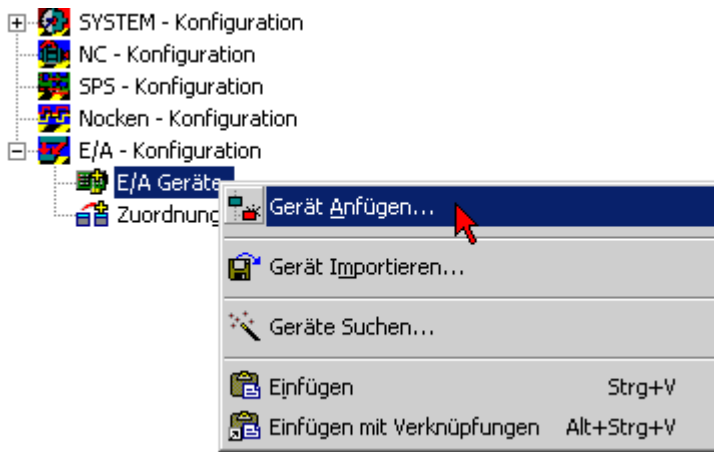 SYSTEM - Konfiguration
NC - Konfiguration
SPS - Konfiguration
Nocken - Konfiguration
E/A - Konfiguration
E/A Geräte
Zuordnung
Gerät Anfügen...
Gerät Importieren...
Geräte Suchen...
Einfügen Strg+V
Einfügen mit Verknüpfungen Alt+Strg+V